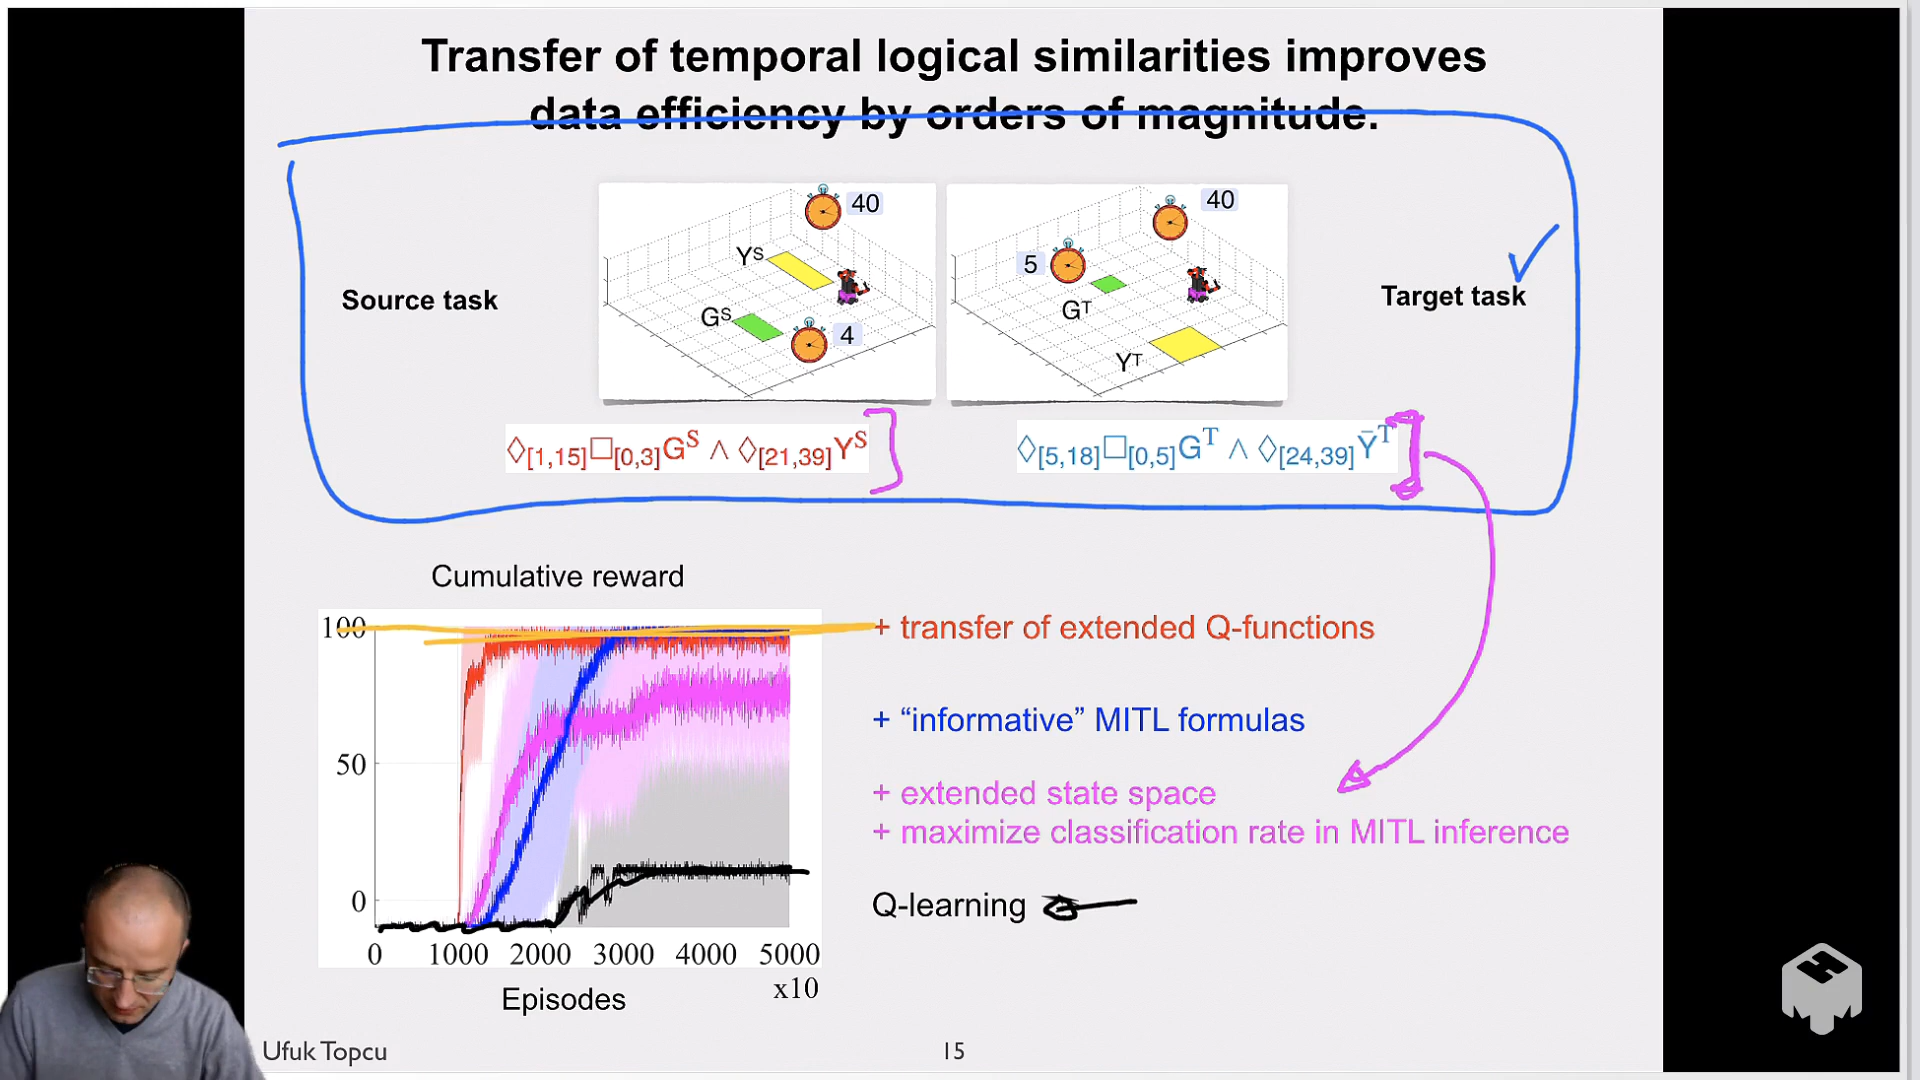 Transfer of temporal logical similarities improves
data efficiency by orders of magnitude.
Source task
40
Yˢ
Gˢ
4
40
5
Gᵀ
Yᵀ
Target task
◇[1,15]□[0,3]Gˢ ∧ ◇[21,39]Yˢ
◇[5,18]□[0,5]Gᵀ ∧ ◇[24,39]Ȳᵀ
Cumulative reward
100
50
0
0 1000 2000 3000 4000 5000
x10
Episodes
+ transfer of extended Q-functions
+ “informative” MITL formulas
+ extended state space
+ maximize classification rate in MITL inference
Q-learning
Ufuk Topcu
15